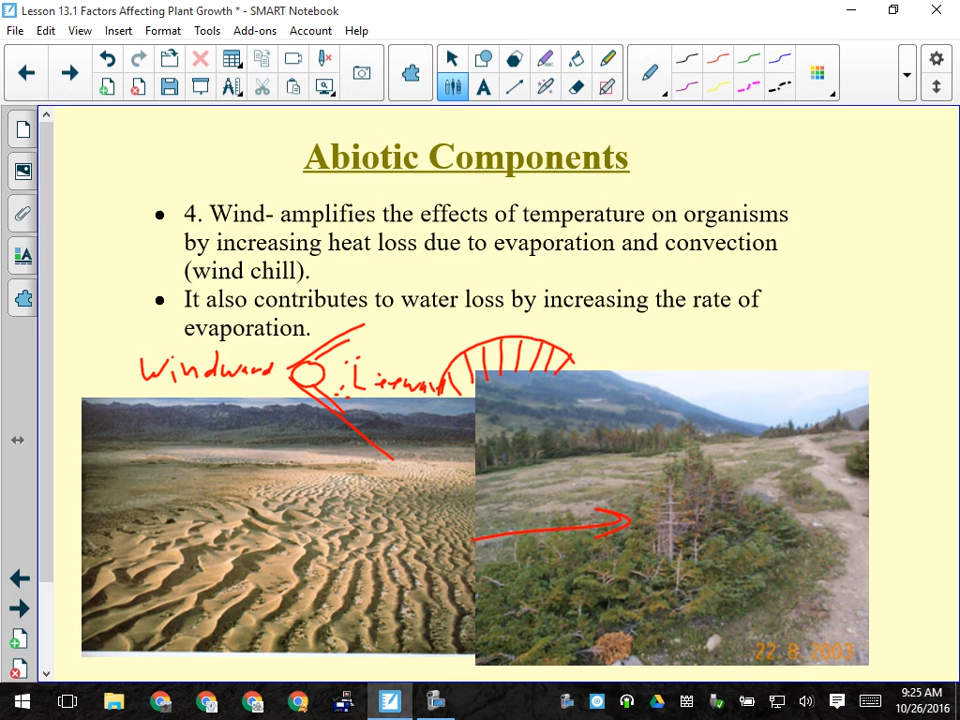 Lesson 13.1 Factors Affecting Plant Growth * - SMART Notebook
File Edit View Insert Format Tools Add-ons Account Help
Abiotic Components
• 4. Wind- amplifies the effects of temperature on organisms
by increasing heat loss due to evaporation and convection
(wind chill).
• It also contributes to water loss by increasing the rate of
evaporation.
Windward Leeward
22 8 2003
9:25 AM
10/26/2016